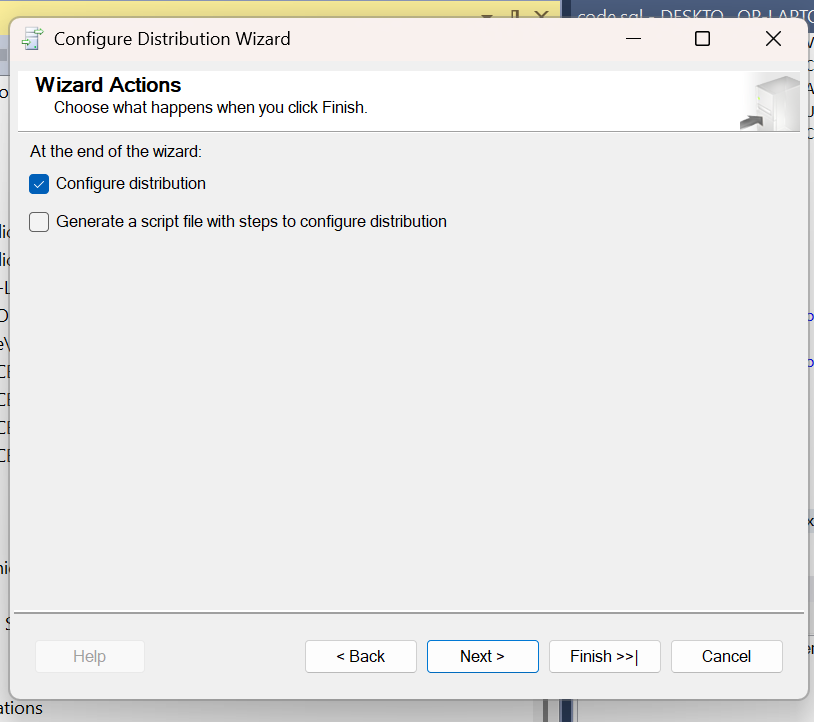 code.sql - DESKTO...OR-LAPTO
Configure Distribution Wizard
Wizard Actions
Choose what happens when you click Finish.
At the end of the wizard:
Configure distribution
Generate a script file with steps to configure distribution
Help
< Back
Next >
Finish >>|
Cancel
ations